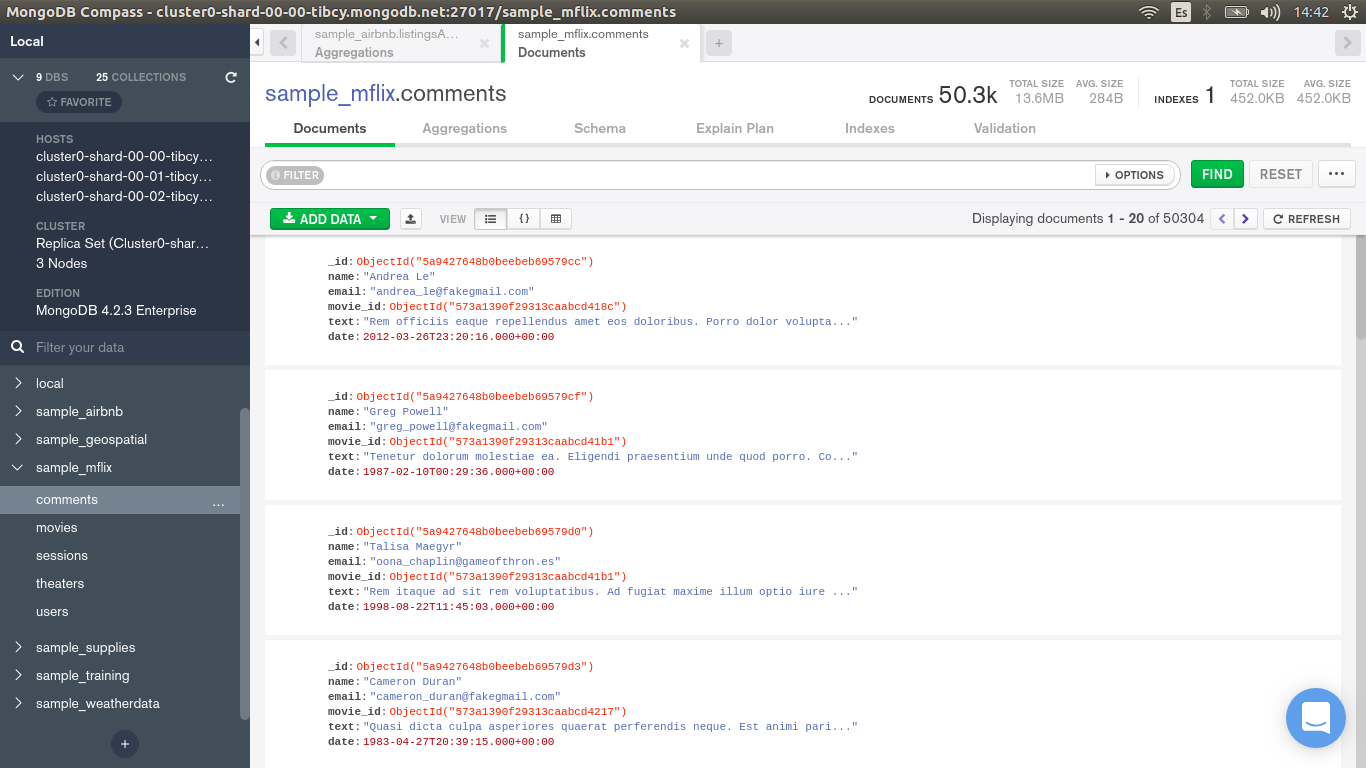 MongoDB Compass - cluster0-shard-00-00-tibcy.mongodb.net:27017/sample_mflix.comments
Es
14:42
Local
9 DBS 25 COLLECTIONS
FAVORITE
HOSTS
cluster0-shard-00-00-tibcy...
cluster0-shard-00-01-tibcy...
cluster0-shard-00-02-tibcy...
CLUSTER
Replica Set (Cluster0-shar...
3 Nodes
EDITION
MongoDB 4.2.3 Enterprise
Filter your data
local
sample_airbnb
sample_geospatial
sample_mflix
comments ...
movies
sessions
theaters
users
sample_supplies
sample_training
sample_weatherdata
+
sample_airbnb.listingsA...
Aggregations
sample_mflix.comments
Documents
+
sample_mflix.comments
DOCUMENTS 50.3k
TOTAL SIZE
13.6MB
AVG. SIZE
284B
INDEXES 1
TOTAL SIZE
452.0KB
AVG. SIZE
452.0KB
Documents Aggregations Schema Explain Plan Indexes Validation
FILTER
OPTIONS
FIND
RESET
...
ADD DATA
VIEW
{}
Displaying documents 1 - 20 of 50304
REFRESH
_id: ObjectId("5a9427648b0beebeb69579cc")
name: "Andrea Le"
email: "andrea_le@fakegmail.com"
movie_id: ObjectId("573a1390f29313caabcd418c")
text: "Rem officiis eaque repellendus amet eos doloribus. Porro dolor volupta..."
date: 2012-03-26T23:20:16.000+00:00
_id: ObjectId("5a9427648b0beebeb69579cf")
name: "Greg Powell"
email: "greg_powell@fakegmail.com"
movie_id: ObjectId("573a1390f29313caabcd41b1")
text: "Tenetur dolorum molestiae ea. Eligendi praesentium unde quod porro. Co..."
date: 1987-02-10T00:29:36.000+00:00
_id: ObjectId("5a9427648b0beebeb69579d0")
name: "Talisa Maegyr"
email: "oona_chaplin@gameofthron.es"
movie_id: ObjectId("573a1390f29313caabcd41b1")
text: "Rem itaque ad sit rem voluptatibus. Ad fugiat maxime illum optio iure ..."
date: 1998-08-22T11:45:03.000+00:00
_id: ObjectId("5a9427648b0beebeb69579d3")
name: "Cameron Duran"
email: "cameron_duran@fakegmail.com"
movie_id: ObjectId("573a1390f29313caabcd4217")
text: "Quasi dicta culpa asperiores quaerat perferendis neque. Est animi pari..."
date: 1983-04-27T20:39:15.000+00:00